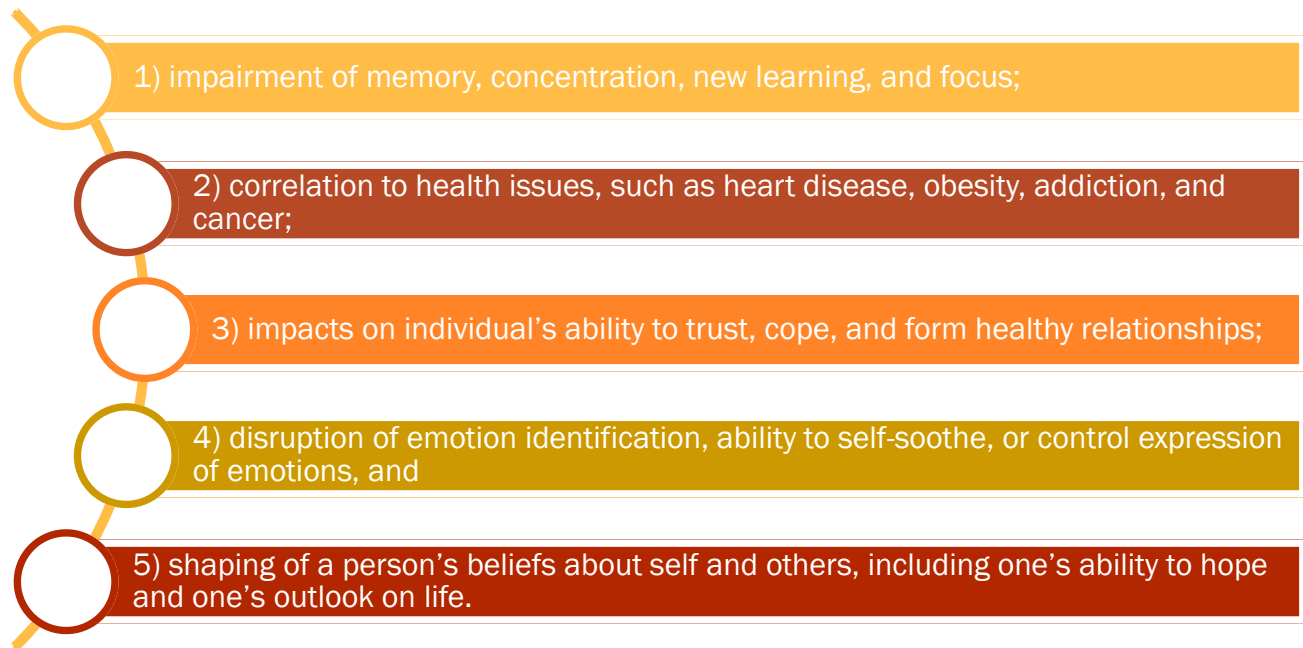 1) impairment of memory, concentration, new learning, and focus;
2) correlation to health issues, such as heart disease, obesity, addiction, and
cancer;
3) impacts on individual’s ability to trust, cope, and form healthy relationships;
4) disruption of emotion identification, ability to self-soothe, or control expression
of emotions, and
5) shaping of a person’s beliefs about self and others, including one’s ability to hope
and one’s outlook on life.